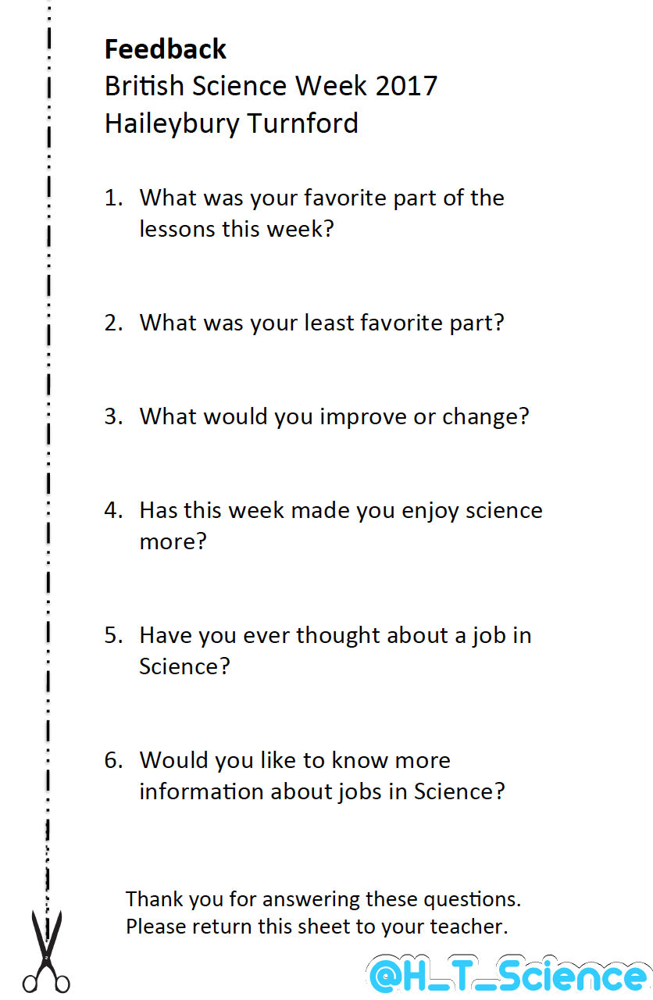 Feedback
British Science Week 2017
Haileybury Turnford
1. What was your favorite part of the
lessons this week?
2. What was your least favorite part?
3. What would you improve or change?
4. Has this week made you enjoy science
more?
5. Have you ever thought about a job in
Science?
6. Would you like to know more
information about jobs in Science?
Thank you for answering these questions.
Please return this sheet to your teacher.
@H_T_Science